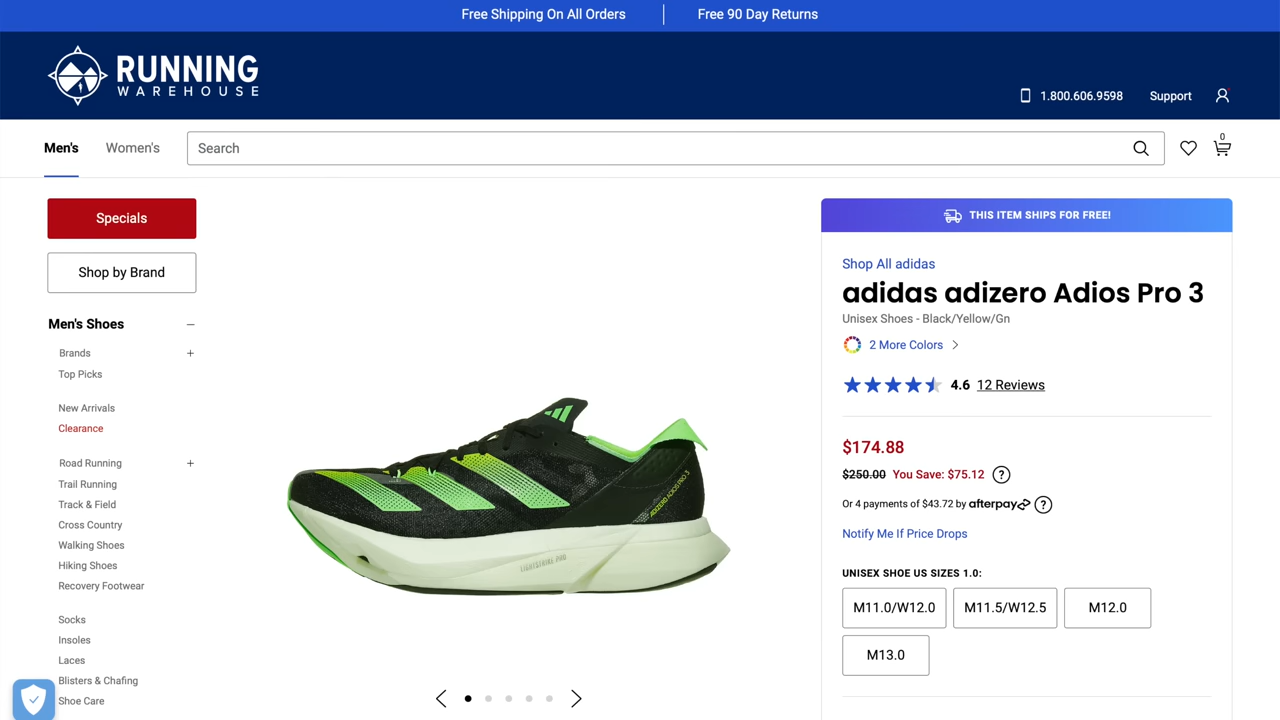 Free Shipping On All Orders
Free 90 Day Returns
RUNNING
WAREHOUSE
1.800.606.9598
Support
Men's
Women's
Search
0
Specials
Shop by Brand
Men's Shoes
Brands
Top Picks
New Arrivals
Clearance
Road Running
Trail Running
Track & Field
Cross Country
Walking Shoes
Hiking Shoes
Recovery Footwear
Socks
Insoles
Laces
Blisters & Chafing
Shoe Care
ADIZERO ADIOS PRO 3
LIGHTSTRIKE PRO
THIS ITEM SHIPS FOR FREE!
Shop All adidas
adidas adizero Adios Pro 3
Unisex Shoes - Black/Yellow/Gn
2 More Colors
4.6 12 Reviews
$174.88
$250.00 You Save: $75.12 ?
Or 4 payments of $43.72 by afterpay ?
Notify Me If Price Drops
UNISEX SHOE US SIZES 1.0:
M11.0/W12.0
M11.5/W12.5
M12.0
M13.0